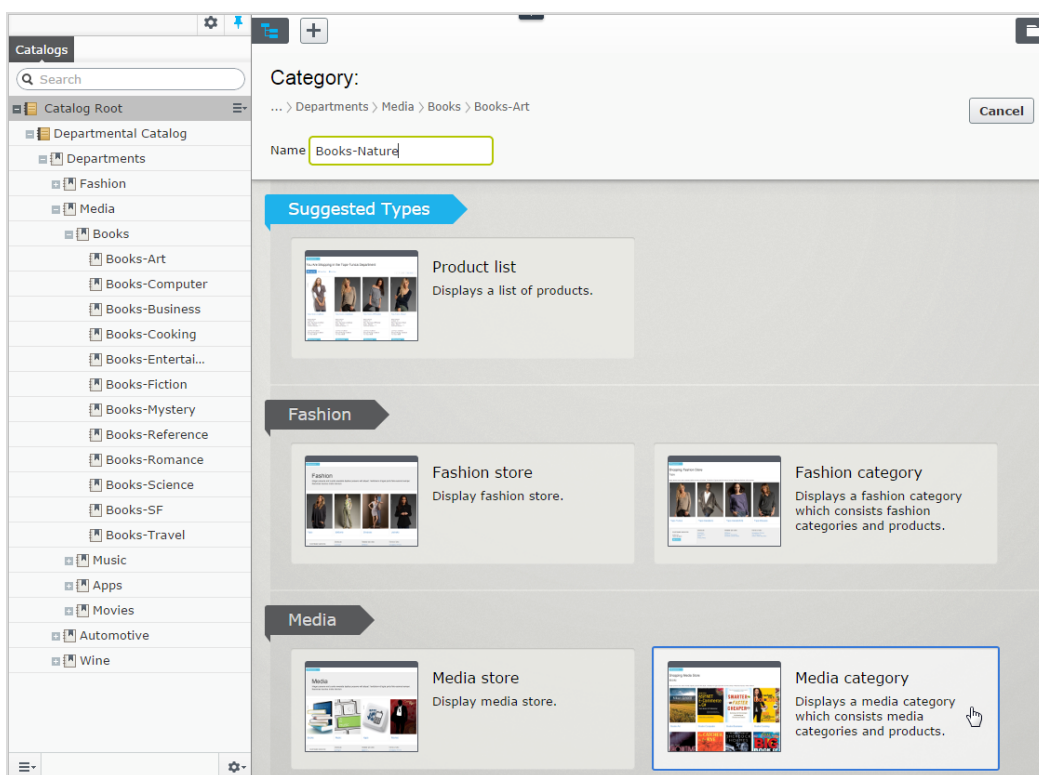 Catalogs
Search
Catalog Root
Departmental Catalog
Departments
Fashion
Media
Books
Books-Art
Books-Computer
Books-Business
Books-Cooking
Books-Entertai...
Books-Fiction
Books-Mystery
Books-Reference
Books-Romance
Books-Science
Books-SF
Books-Travel
Music
Apps
Movies
Automotive
Wine
Category:
... > Departments > Media > Books > Books-Art
Cancel
Name Books-Nature
Suggested Types
Product list
Displays a list of products.
Fashion
Fashion store
Display fashion store.
Fashion category
Displays a fashion category
which consists fashion
categories and products.
Media
Media store
Display media store.
Media category
Displays a media category
which consists media
categories and products.